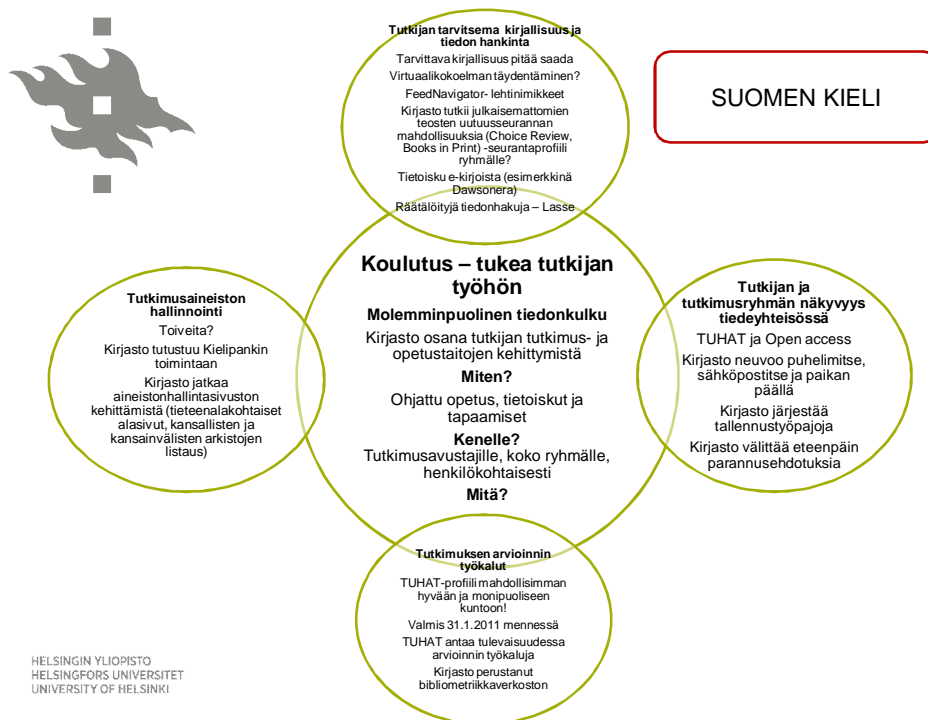 Tutkijan tarvitsema kirjallisuus ja
tiedon hankinta
Tarvittava kirjallisuus pitää saada
Virtuaalikokoelman täydentäminen?
FeedNavigator- lehtinimikkeet
Kirjasto tutkii julkaisemattomien
teosten uutuusseurannan
mahdollisuuksia (Choice Review,
Books in Print) -seurantaprofiili
ryhmälle?
Tietoisku e-kirjoista (esimerkkinä
Dawsonera)
Räätälöityjä tiedonhakuja – Lasse
SUOMEN KIELI
Koulutus – tukea tutkijan
työhön
Molemminpuolinen tiedonkulku
Kirjasto osana tutkijan tutkimus- ja
opetustaitojen kehittymistä
Miten?
Ohjattu opetus, tietoiskut ja
tapaamiset
Kenelle?
Tutkimusavustajille, koko ryhmälle,
henkilökohtaisesti
Mitä?
Tutkimusaineiston
hallinnointi
Toiveita?
Kirjasto tutustuu Kielipankin
toimintaan
Kirjasto jatkaa
aineistonhallintasivuston
kehittämistä (tieteenalakohtaiset
alasivut, kansallisten ja
kansainvälisten arkistojen
listaus)
Tutkijan ja
tutkimusryhmän näkyvyys
tiedeyhteisössä
TUHAT ja Open access
Kirjasto neuvoo puhelimitse,
sähköpostitse ja paikan
päällä
Kirjasto järjestää
tallennustyöpajoja
Kirjasto välittää eteenpäin
parannusehdotuksia
Tutkimuksen arvioinnin
työkalut
TUHAT-profiili mahdollisimman
hyvään ja monipuoliseen
kuntoon!
Valmis 31.1.2011 mennessä
TUHAT antaa tulevaisuudessa
arvioinnin työkaluja
Kirjasto perustanut
bibliometriikkaverkoston
HELSINGIN YLIOPISTO
HELSINGFORS UNIVERSITET
UNIVERSITY OF HELSINKI